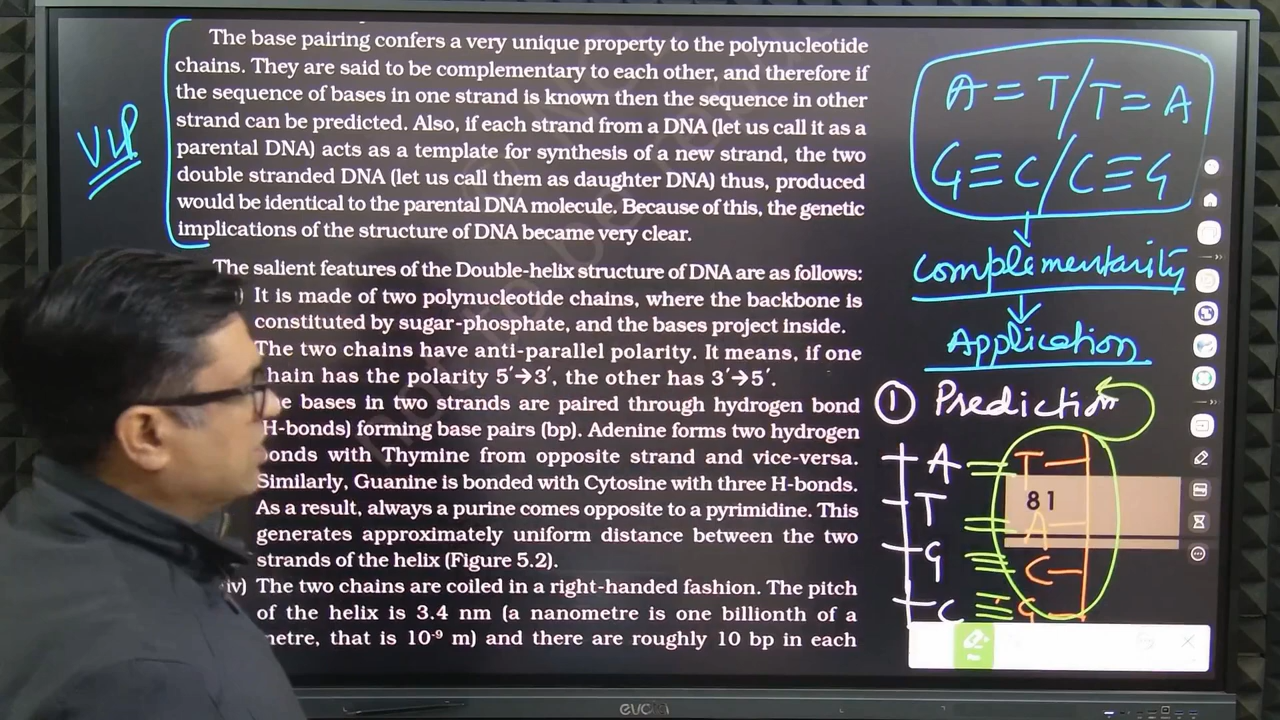 The base pairing confers a very unique property to the polynucleotide
chains. They are said to be complementary to each other, and therefore if
the sequence of bases in one strand is known then the sequence in other
strand can be predicted. Also, if each strand from a DNA (let us call it as a
parental DNA) acts as a template for synthesis of a new strand, the two
double stranded DNA (let us call them as daughter DNA) thus, produced
would be identical to the parental DNA molecule. Because of this, the genetic
implications of the structure of DNA became very clear.
The salient features of the Double-helix structure of DNA are as follows:
) It is made of two polynucleotide chains, where the backbone is
constituted by sugar-phosphate, and the bases project inside.
The two chains have anti-parallel polarity. It means, if one
hain has the polarity 5′→3′, the other has 3′→5′.
he bases in two strands are paired through hydrogen bond
H-bonds) forming base pairs (bp). Adenine forms two hydrogen
onds with Thymine from opposite strand and vice-versa.
Similarly, Guanine is bonded with Cytosine with three H-bonds.
As a result, always a purine comes opposite to a pyrimidine. This
generates approximately uniform distance between the two
strands of the helix (Figure 5.2).
iv) The two chains are coiled in a right-handed fashion. The pitch
of the helix is 3.4 nm (a nanometre is one billionth of a
metre, that is 10⁻⁹ m) and there are roughly 10 bp in each
A = T / T = A
G ≡ C / C ≡ G
Complementarity
Application
① Prediction
A = T
81
T = A
G ≡ C
C ≡ G
Pen